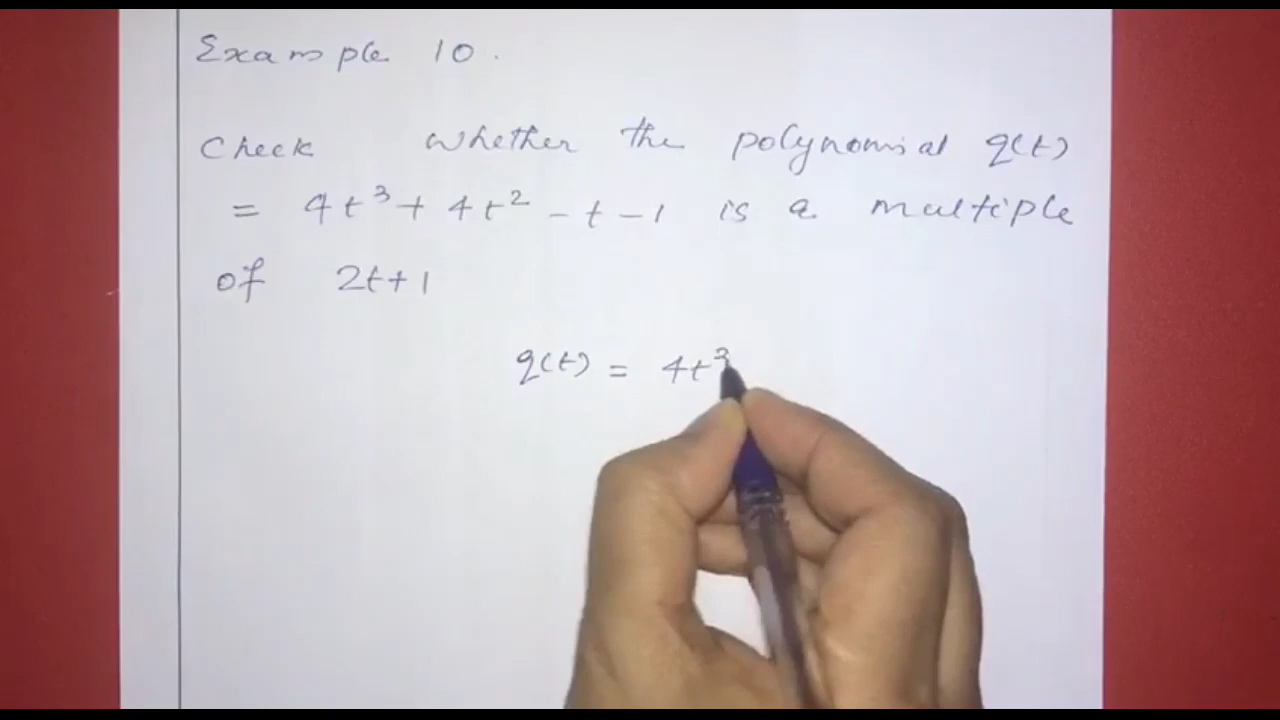 Example 10.
Check whether the polynomial q(t)
= 4t³ + 4t² - t - 1 is a multiple
of 2t+1
q(t) = 4t³